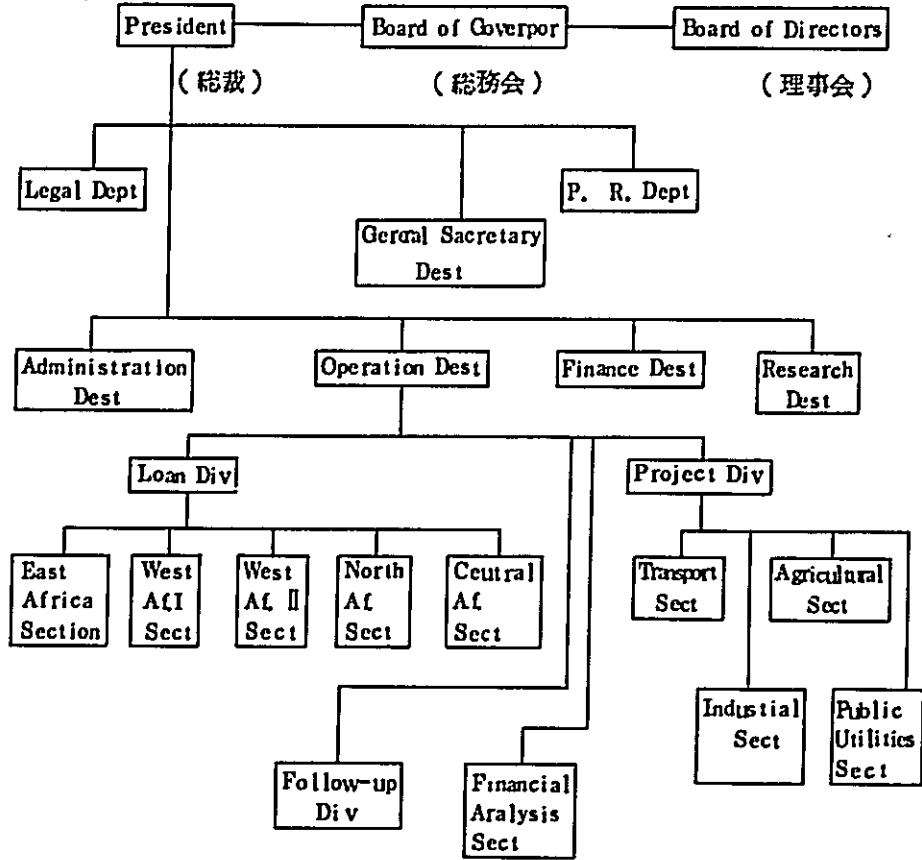 President
Board of Goverpor
Board of Directors
(総裁)
(総務会)
(理事会)
Legal Dept
P. R. Dept
Gercal Sacretary
Dest
Administration
Dest
Operation Dest
Finance Dest
Research
Dest
Loan Div
Project Div
East
Africa
Section
West
Af.I
Sect
West
Af. II
Sect
North
Af.
Sect
Ceutral
Af.
Sect
Transport
Sect
Agricultural
Sect
Industial
Sect
Public
Utilitics
Sect
Follow-up
Div
Financial
Aralysis
Sect